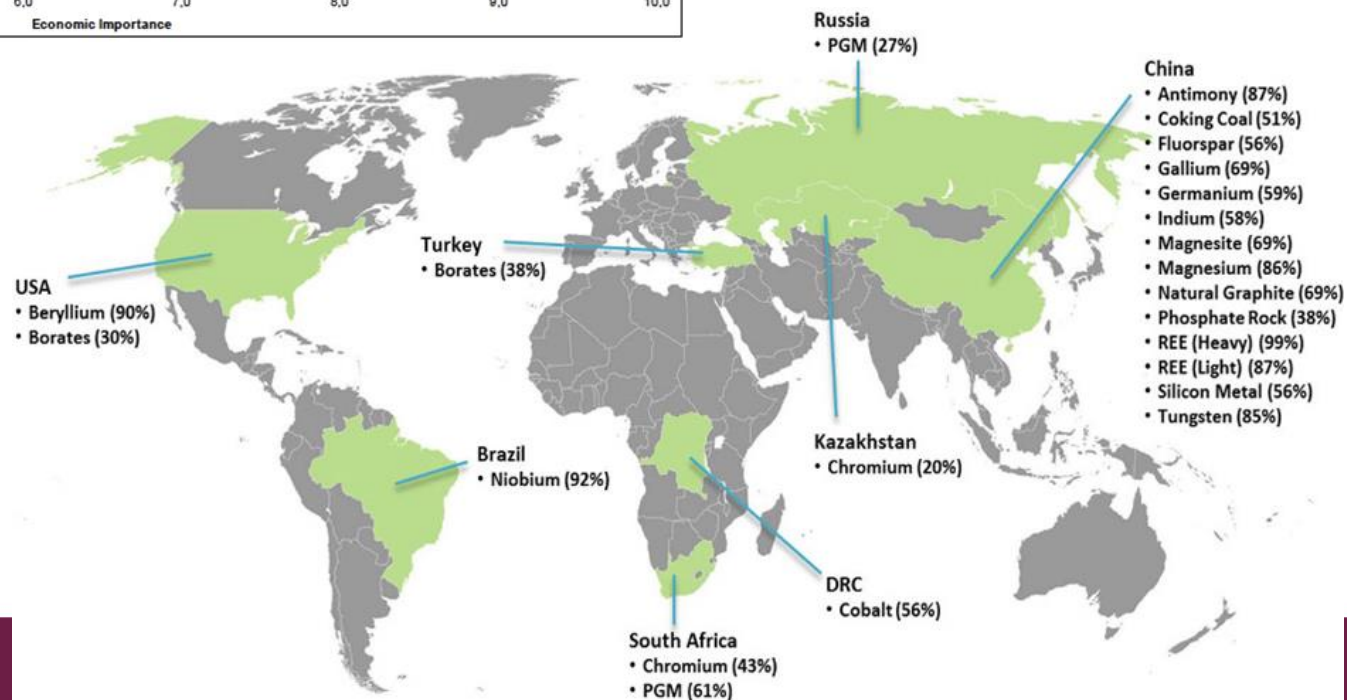 6,0 7,0 8,0 9,0 10,0
Economic Importance
Russia
• PGM (27%)
China
• Antimony (87%)
• Coking Coal (51%)
• Fluorspar (56%)
• Gallium (69%)
• Germanium (59%)
• Indium (58%)
• Magnesite (69%)
• Magnesium (86%)
• Natural Graphite (69%)
• Phosphate Rock (38%)
• REE (Heavy) (99%)
• REE (Light) (87%)
• Silicon Metal (56%)
• Tungsten (85%)
Turkey
• Borates (38%)
USA
• Beryllium (90%)
• Borates (30%)
Kazakhstan
• Chromium (20%)
Brazil
• Niobium (92%)
DRC
• Cobalt (56%)
South Africa
• Chromium (43%)
• PGM (61%)